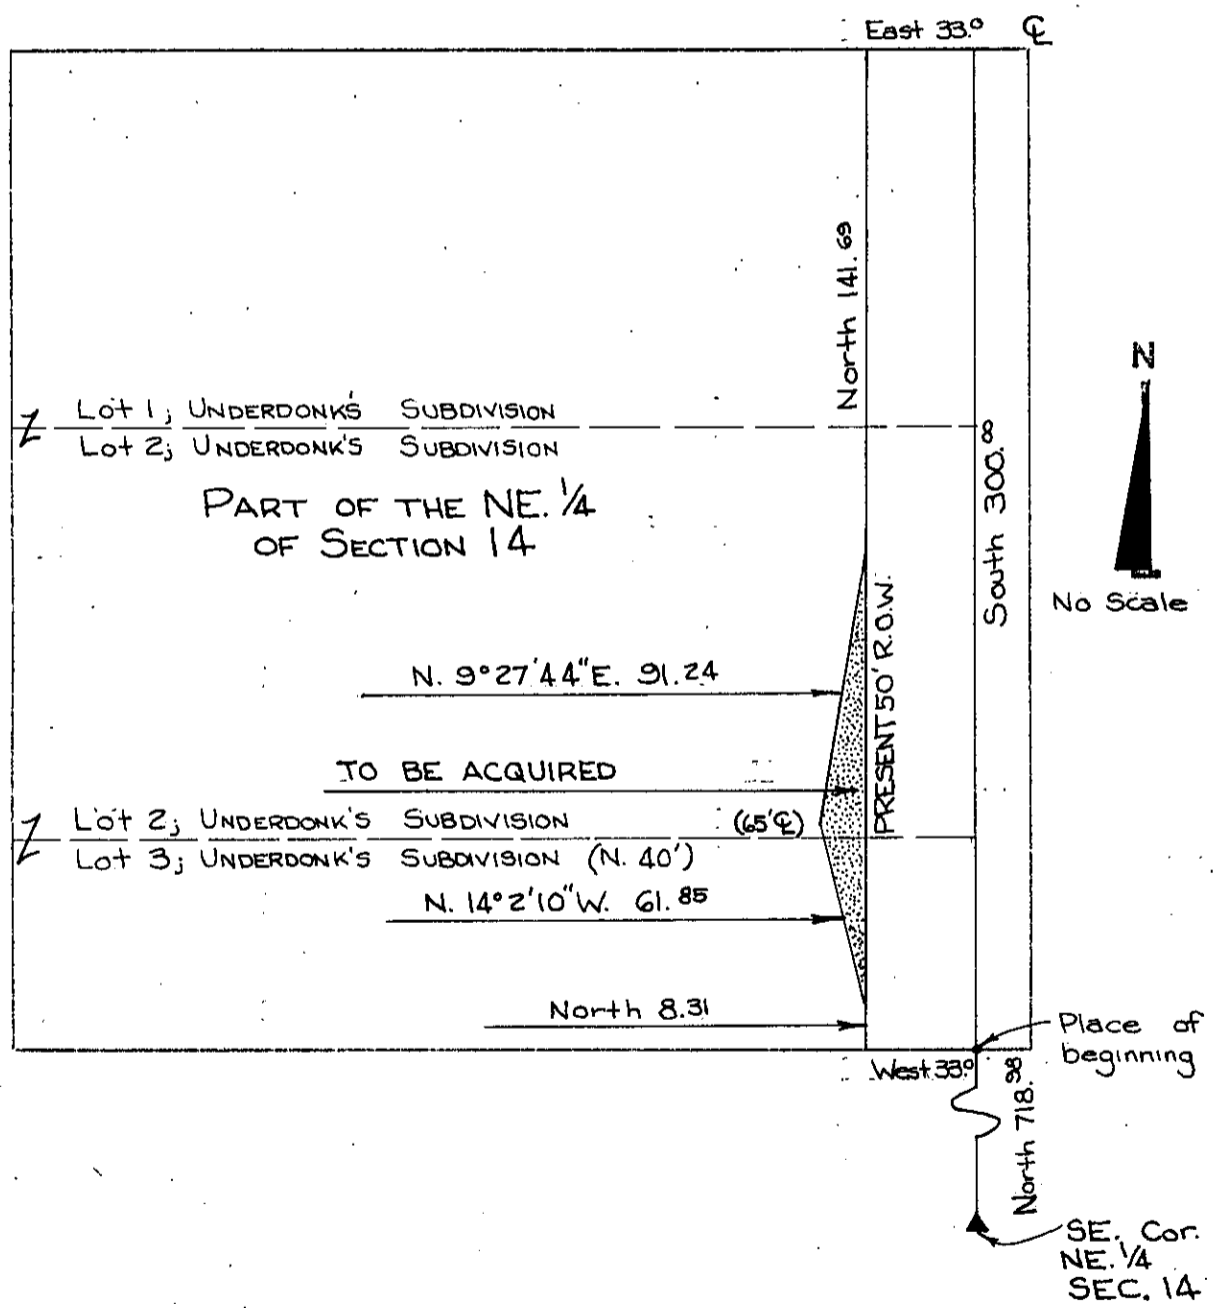 East 33.º ℄
North 141.69
N
Lot 1; UNDERDONK'S SUBDIVISION
Lot 2; UNDERDONK'S SUBDIVISION
South 300.⁰⁰
PART OF THE NE. 1/4
OF SECTION 14
No Scale
PRESENT 50' R.O.W.
N. 9°27'44"E. 91.24
TO BE ACQUIRED
Lot 2; UNDERDONK'S SUBDIVISION (65'℄)
Lot 3; UNDERDONK'S SUBDIVISION (N. 40')
N. 14°2'10"W. 61.85
North 8.31
Place of
beginning
West 33.º
North 718.98
SE. Cor.
NE. 1/4
SEC. 14